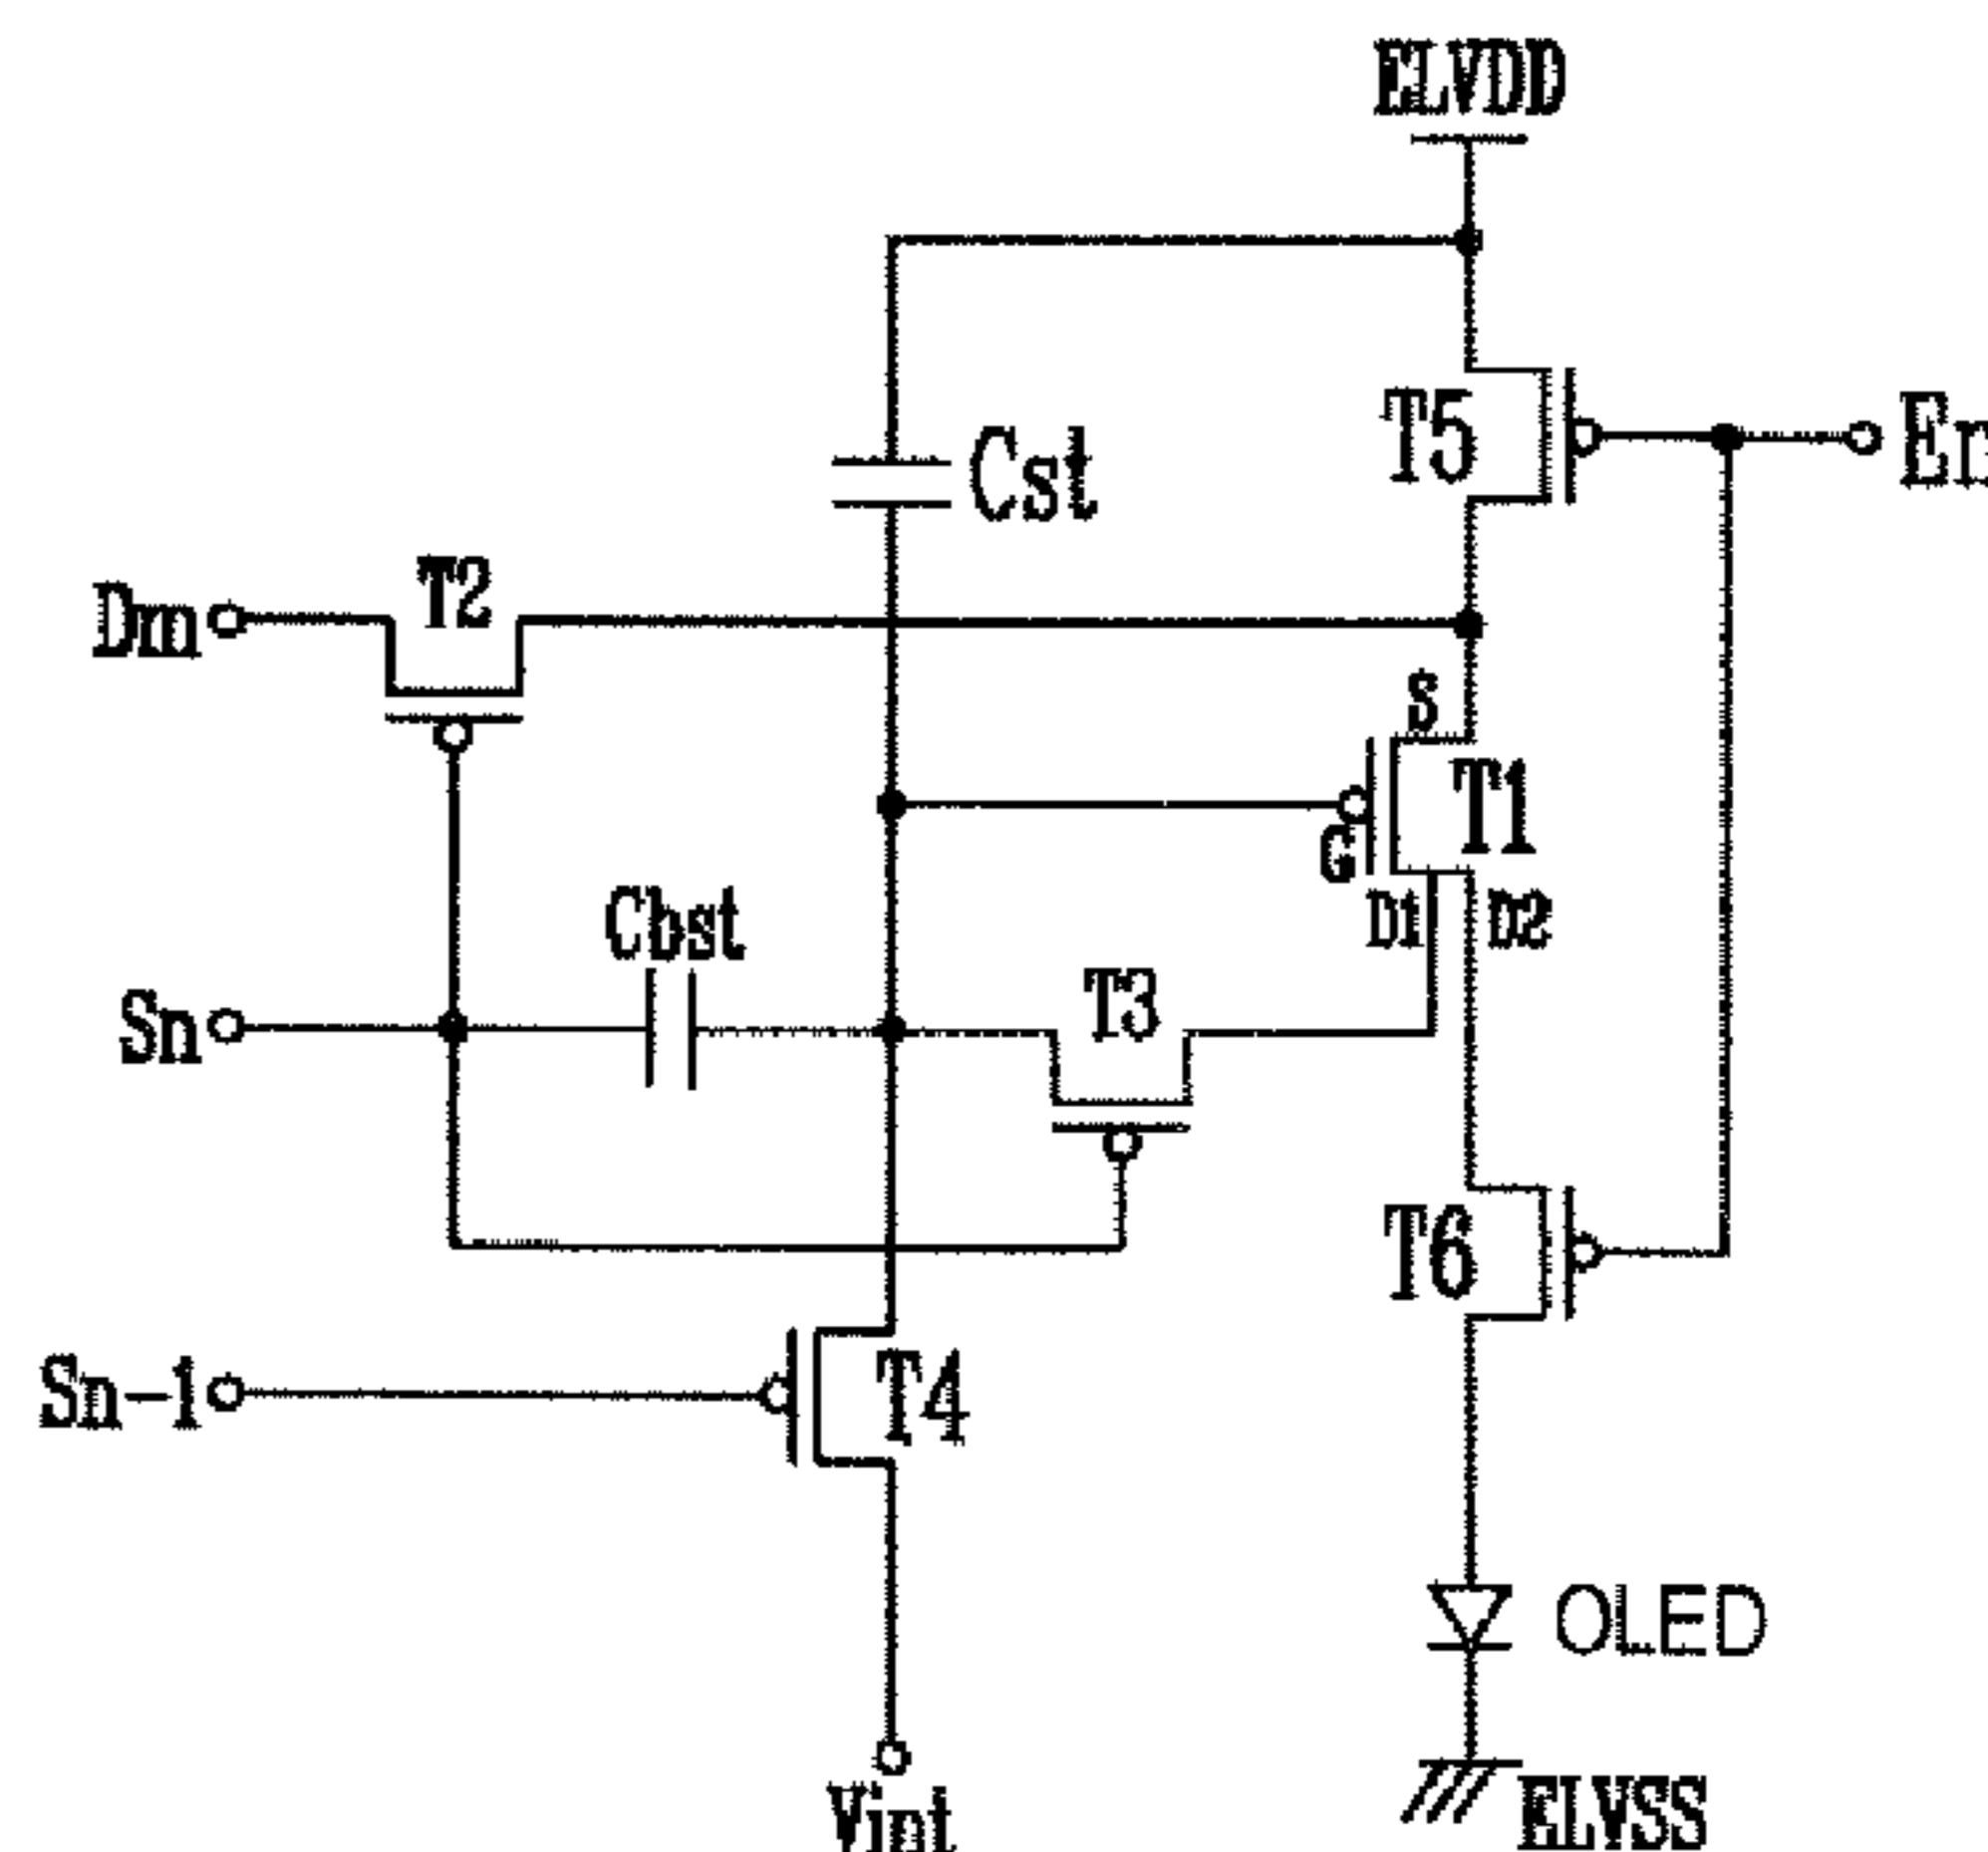 ELVDD
T5
Cst
T2
Dm
S
T1
G
D1
D2
Cbst
T3
Sn
T6
Sn-1
T4
OLED
Vint
ELVSS